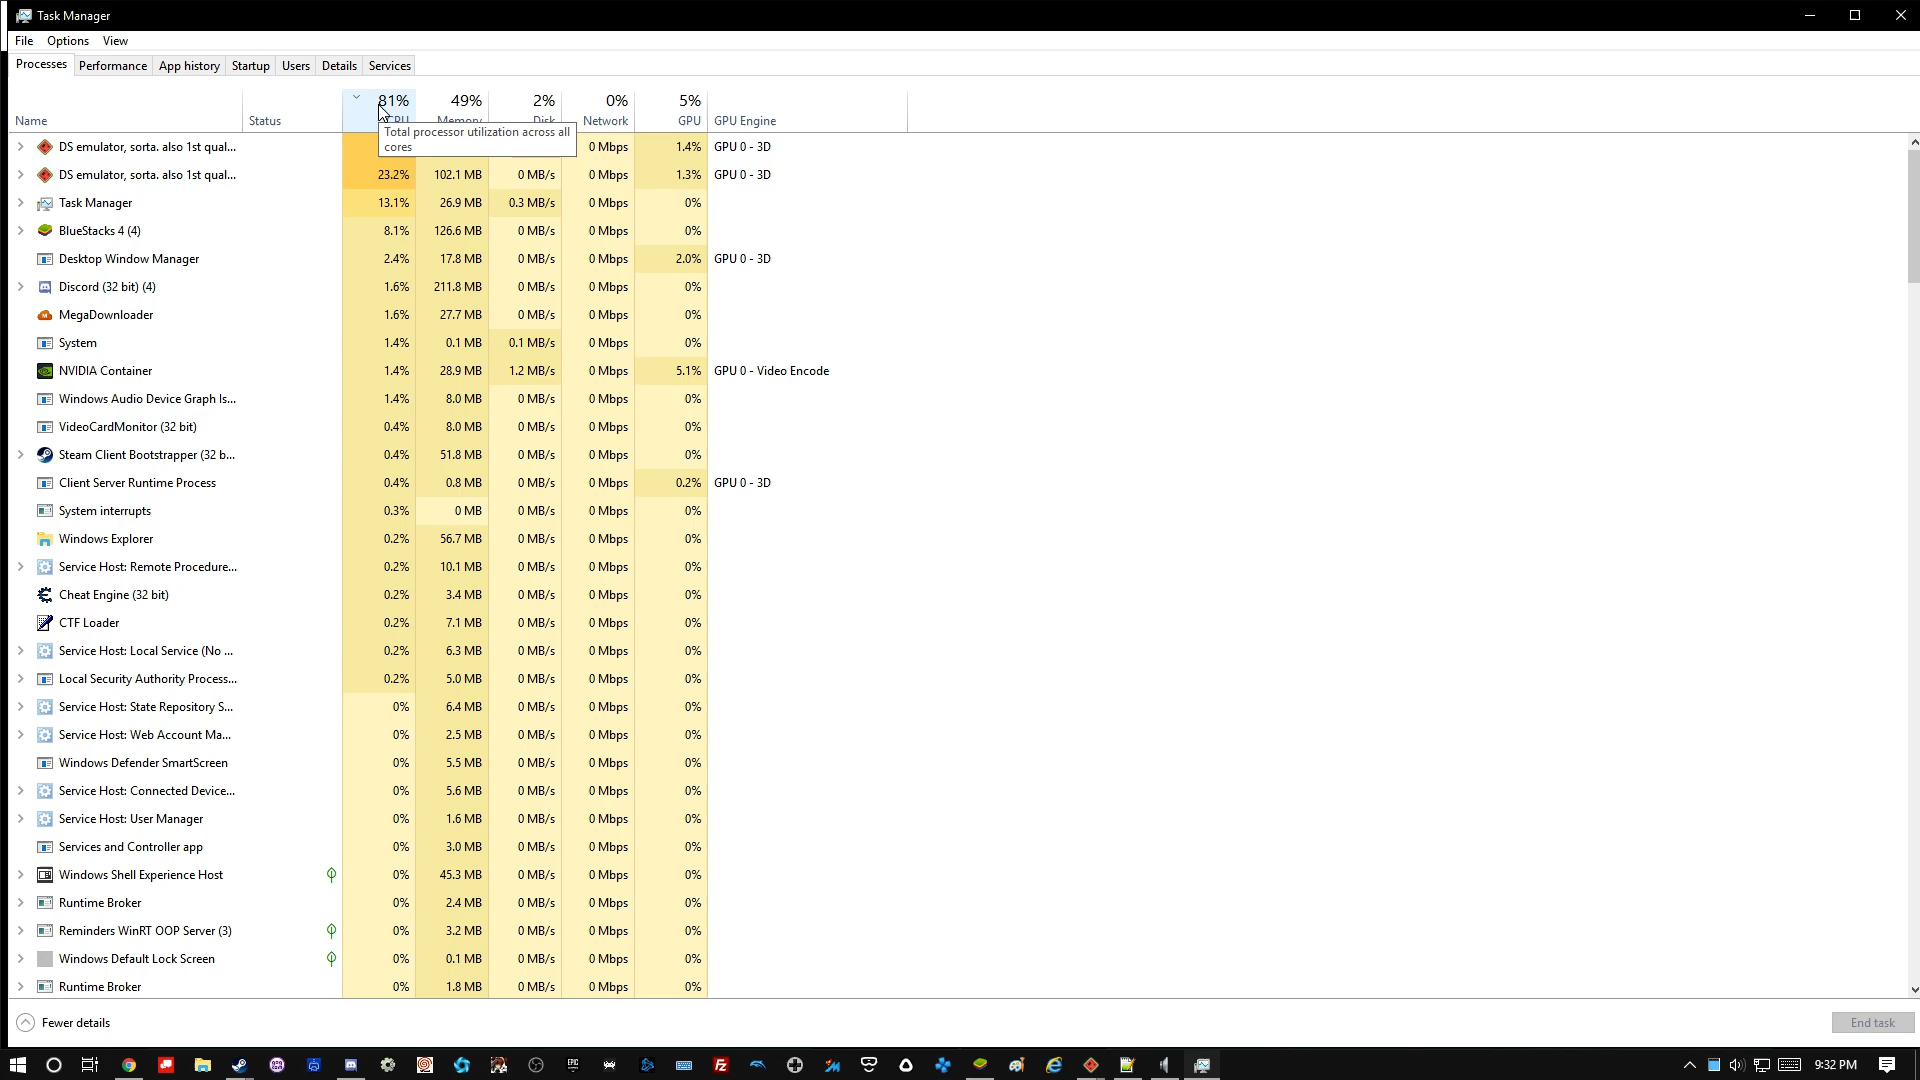 Task Manager
File Options View
Processes Performance App history Startup Users Details Services
81% 49% 2% 0% 5%
Name Status CPU Memory Disk Network GPU GPU Engine
Total processor utilization across all
cores
DS emulator, sorta. also 1st qual... 0 Mbps 1.4% GPU 0 - 3D
DS emulator, sorta. also 1st qual... 23.2% 102.1 MB 0 MB/s 0 Mbps 1.3% GPU 0 - 3D
Task Manager 13.1% 26.9 MB 0.3 MB/s 0 Mbps 0%
BlueStacks 4 (4) 8.1% 126.6 MB 0 MB/s 0 Mbps 0%
Desktop Window Manager 2.4% 17.8 MB 0 MB/s 0 Mbps 2.0% GPU 0 - 3D
Discord (32 bit) (4) 1.6% 211.8 MB 0 MB/s 0 Mbps 0%
MegaDownloader 1.6% 27.7 MB 0 MB/s 0 Mbps 0%
System 1.4% 0.1 MB 0.1 MB/s 0 Mbps 0%
NVIDIA Container 1.4% 28.9 MB 1.2 MB/s 0 Mbps 5.1% GPU 0 - Video Encode
Windows Audio Device Graph Is... 1.4% 8.0 MB 0 MB/s 0 Mbps 0%
VideoCardMonitor (32 bit) 0.4% 8.0 MB 0 MB/s 0 Mbps 0%
Steam Client Bootstrapper (32 b... 0.4% 51.8 MB 0 MB/s 0 Mbps 0%
Client Server Runtime Process 0.4% 0.8 MB 0 MB/s 0 Mbps 0.2% GPU 0 - 3D
System interrupts 0.3% 0 MB 0 MB/s 0 Mbps 0%
Windows Explorer 0.2% 56.7 MB 0 MB/s 0 Mbps 0%
Service Host: Remote Procedure... 0.2% 10.1 MB 0 MB/s 0 Mbps 0%
Cheat Engine (32 bit) 0.2% 3.4 MB 0 MB/s 0 Mbps 0%
CTF Loader 0.2% 7.1 MB 0 MB/s 0 Mbps 0%
Service Host: Local Service (No ... 0.2% 6.3 MB 0 MB/s 0 Mbps 0%
Local Security Authority Process... 0.2% 5.0 MB 0 MB/s 0 Mbps 0%
Service Host: State Repository S... 0% 6.4 MB 0 MB/s 0 Mbps 0%
Service Host: Web Account Ma... 0% 2.5 MB 0 MB/s 0 Mbps 0%
Windows Defender SmartScreen 0% 5.5 MB 0 MB/s 0 Mbps 0%
Service Host: Connected Device... 0% 5.6 MB 0 MB/s 0 Mbps 0%
Service Host: User Manager 0% 1.6 MB 0 MB/s 0 Mbps 0%
Services and Controller app 0% 3.0 MB 0 MB/s 0 Mbps 0%
Windows Shell Experience Host 0% 45.3 MB 0 MB/s 0 Mbps 0%
Runtime Broker 0% 2.4 MB 0 MB/s 0 Mbps 0%
Reminders WinRT OOP Server (3) 0% 3.2 MB 0 MB/s 0 Mbps 0%
Windows Default Lock Screen 0% 0.1 MB 0 MB/s 0 Mbps 0%
Runtime Broker 0% 1.8 MB 0 MB/s 0 Mbps 0%
Fewer details End task
9:32 PM